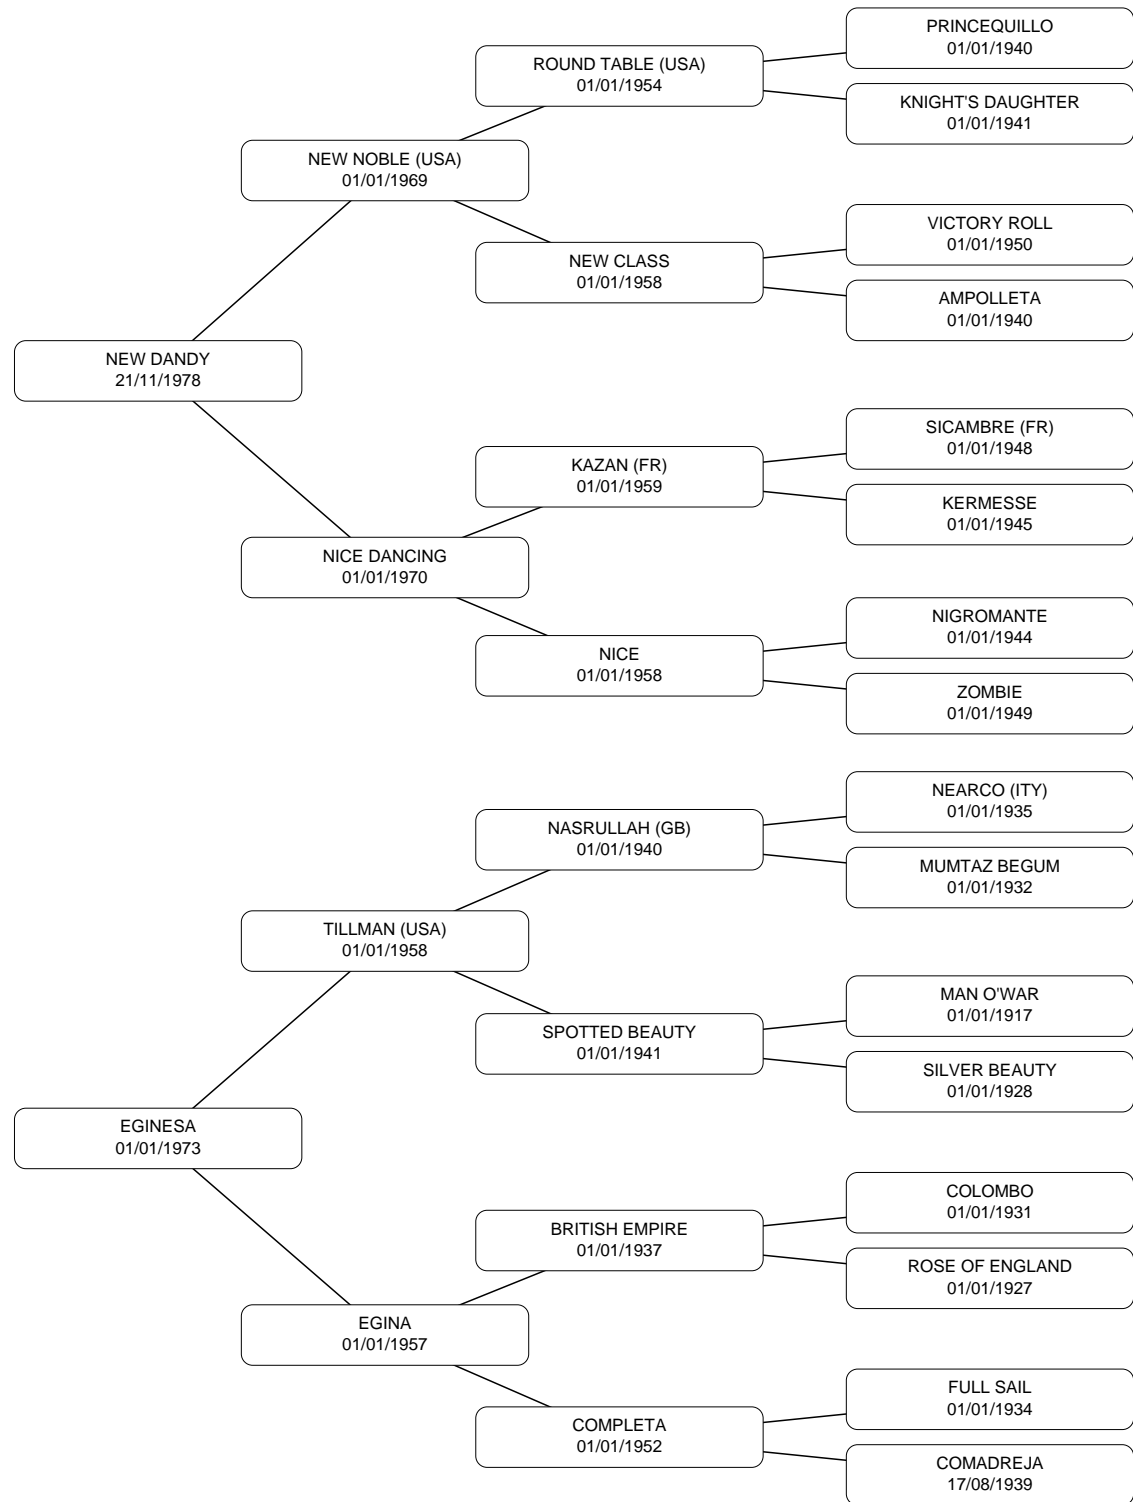 PRINCEQUILLO
01/01/1940
ROUND TABLE (USA)
01/01/1954
KNIGHT'S DAUGHTER
01/01/1941
NEW NOBLE (USA)
01/01/1969
VICTORY ROLL
01/01/1950
NEW CLASS
01/01/1958
AMPOLLETA
01/01/1940
NEW DANDY
21/11/1978
SICAMBRE (FR)
01/01/1948
KAZAN (FR)
01/01/1959
KERMESSE
01/01/1945
NICE DANCING
01/01/1970
NIGROMANTE
01/01/1944
NICE
01/01/1958
ZOMBIE
01/01/1949
NEARCO (ITY)
01/01/1935
NASRULLAH (GB)
01/01/1940
MUMTAZ BEGUM
01/01/1932
TILLMAN (USA)
01/01/1958
MAN O'WAR
01/01/1917
SPOTTED BEAUTY
01/01/1941
SILVER BEAUTY
01/01/1928
EGINESA
01/01/1973
COLOMBO
01/01/1931
BRITISH EMPIRE
01/01/1937
ROSE OF ENGLAND
01/01/1927
EGINA
01/01/1957
FULL SAIL
01/01/1934
COMPLETA
01/01/1952
COMADREJA
17/08/1939